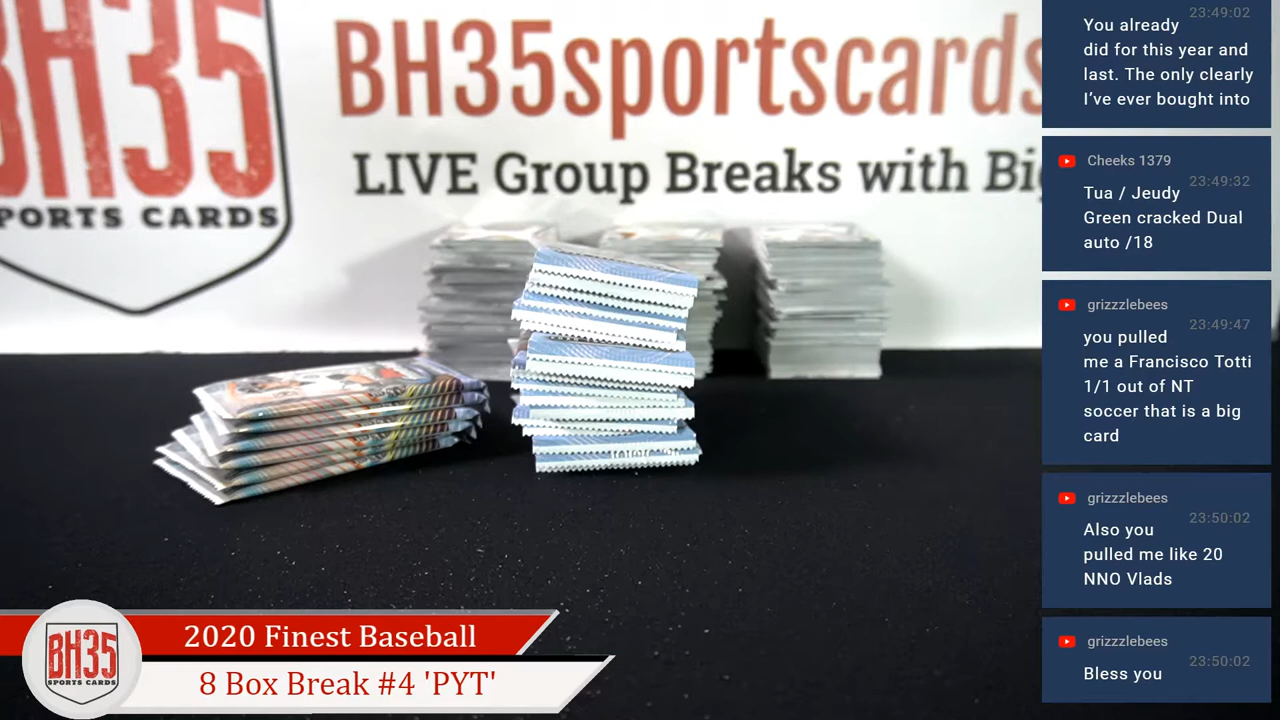 BH35
SPORTS CARDS
BH35sportscards
LIVE Group Breaks with Big
23:49:02
You already
did for this year and
last. The only clearly
I've ever bought into
Cheeks 1379
23:49:32
Tua / Jeudy
Green cracked Dual
auto /18
grizzzlebees
23:49:47
you pulled
me a Francisco Totti
1/1 out of NT
soccer that is a big
card
grizzzlebees
23:50:02
Also you
pulled me like 20
NNO Vlads
grizzzlebees
23:50:02
Bless you
2020 Finest Baseball
8 Box Break #4 'PYT'
BH35
SPORTS CARDS